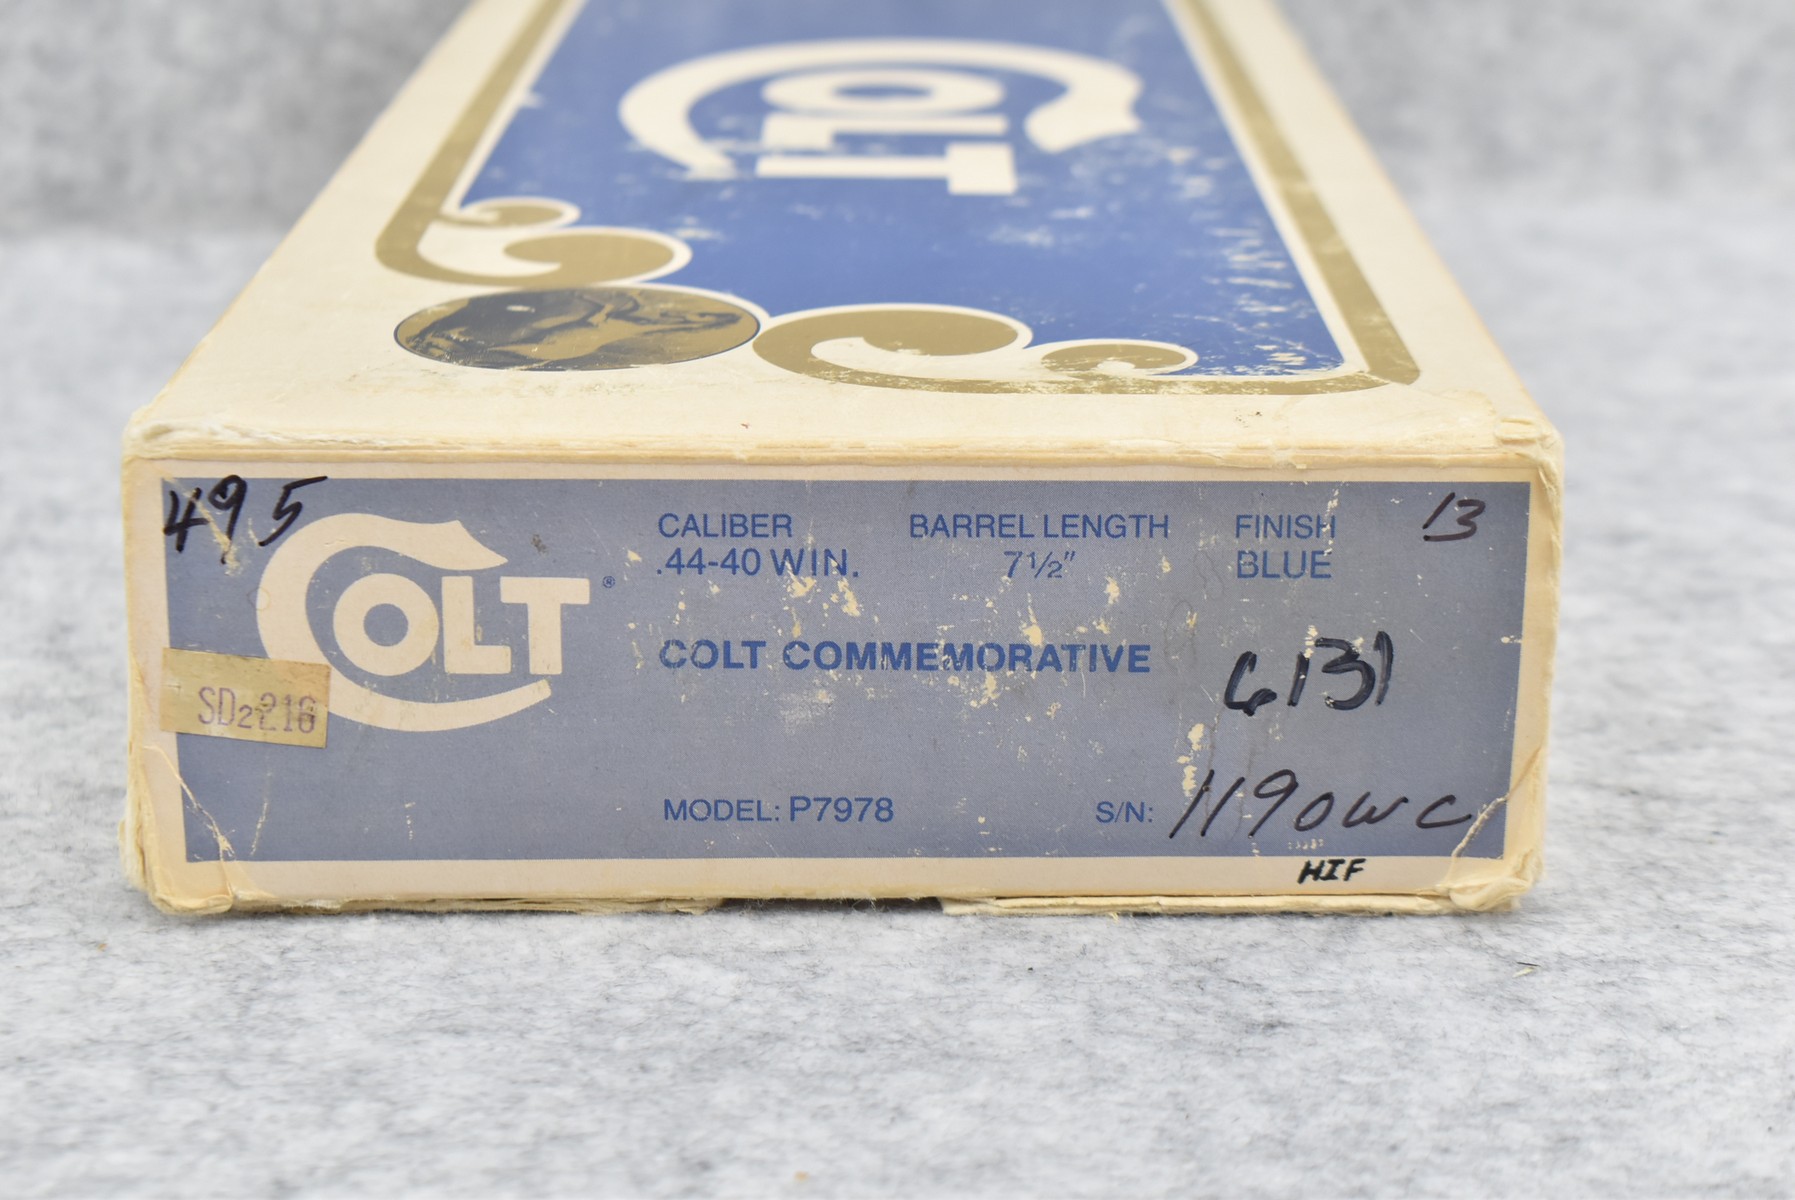 COLT
495
13
COLT®
CALIBER BARREL LENGTH FINISH
.44-40 WIN. 7½" BLUE
COLT COMMEMORATIVE
6131
MODEL: P7978 S/N: 1190WC
HIF